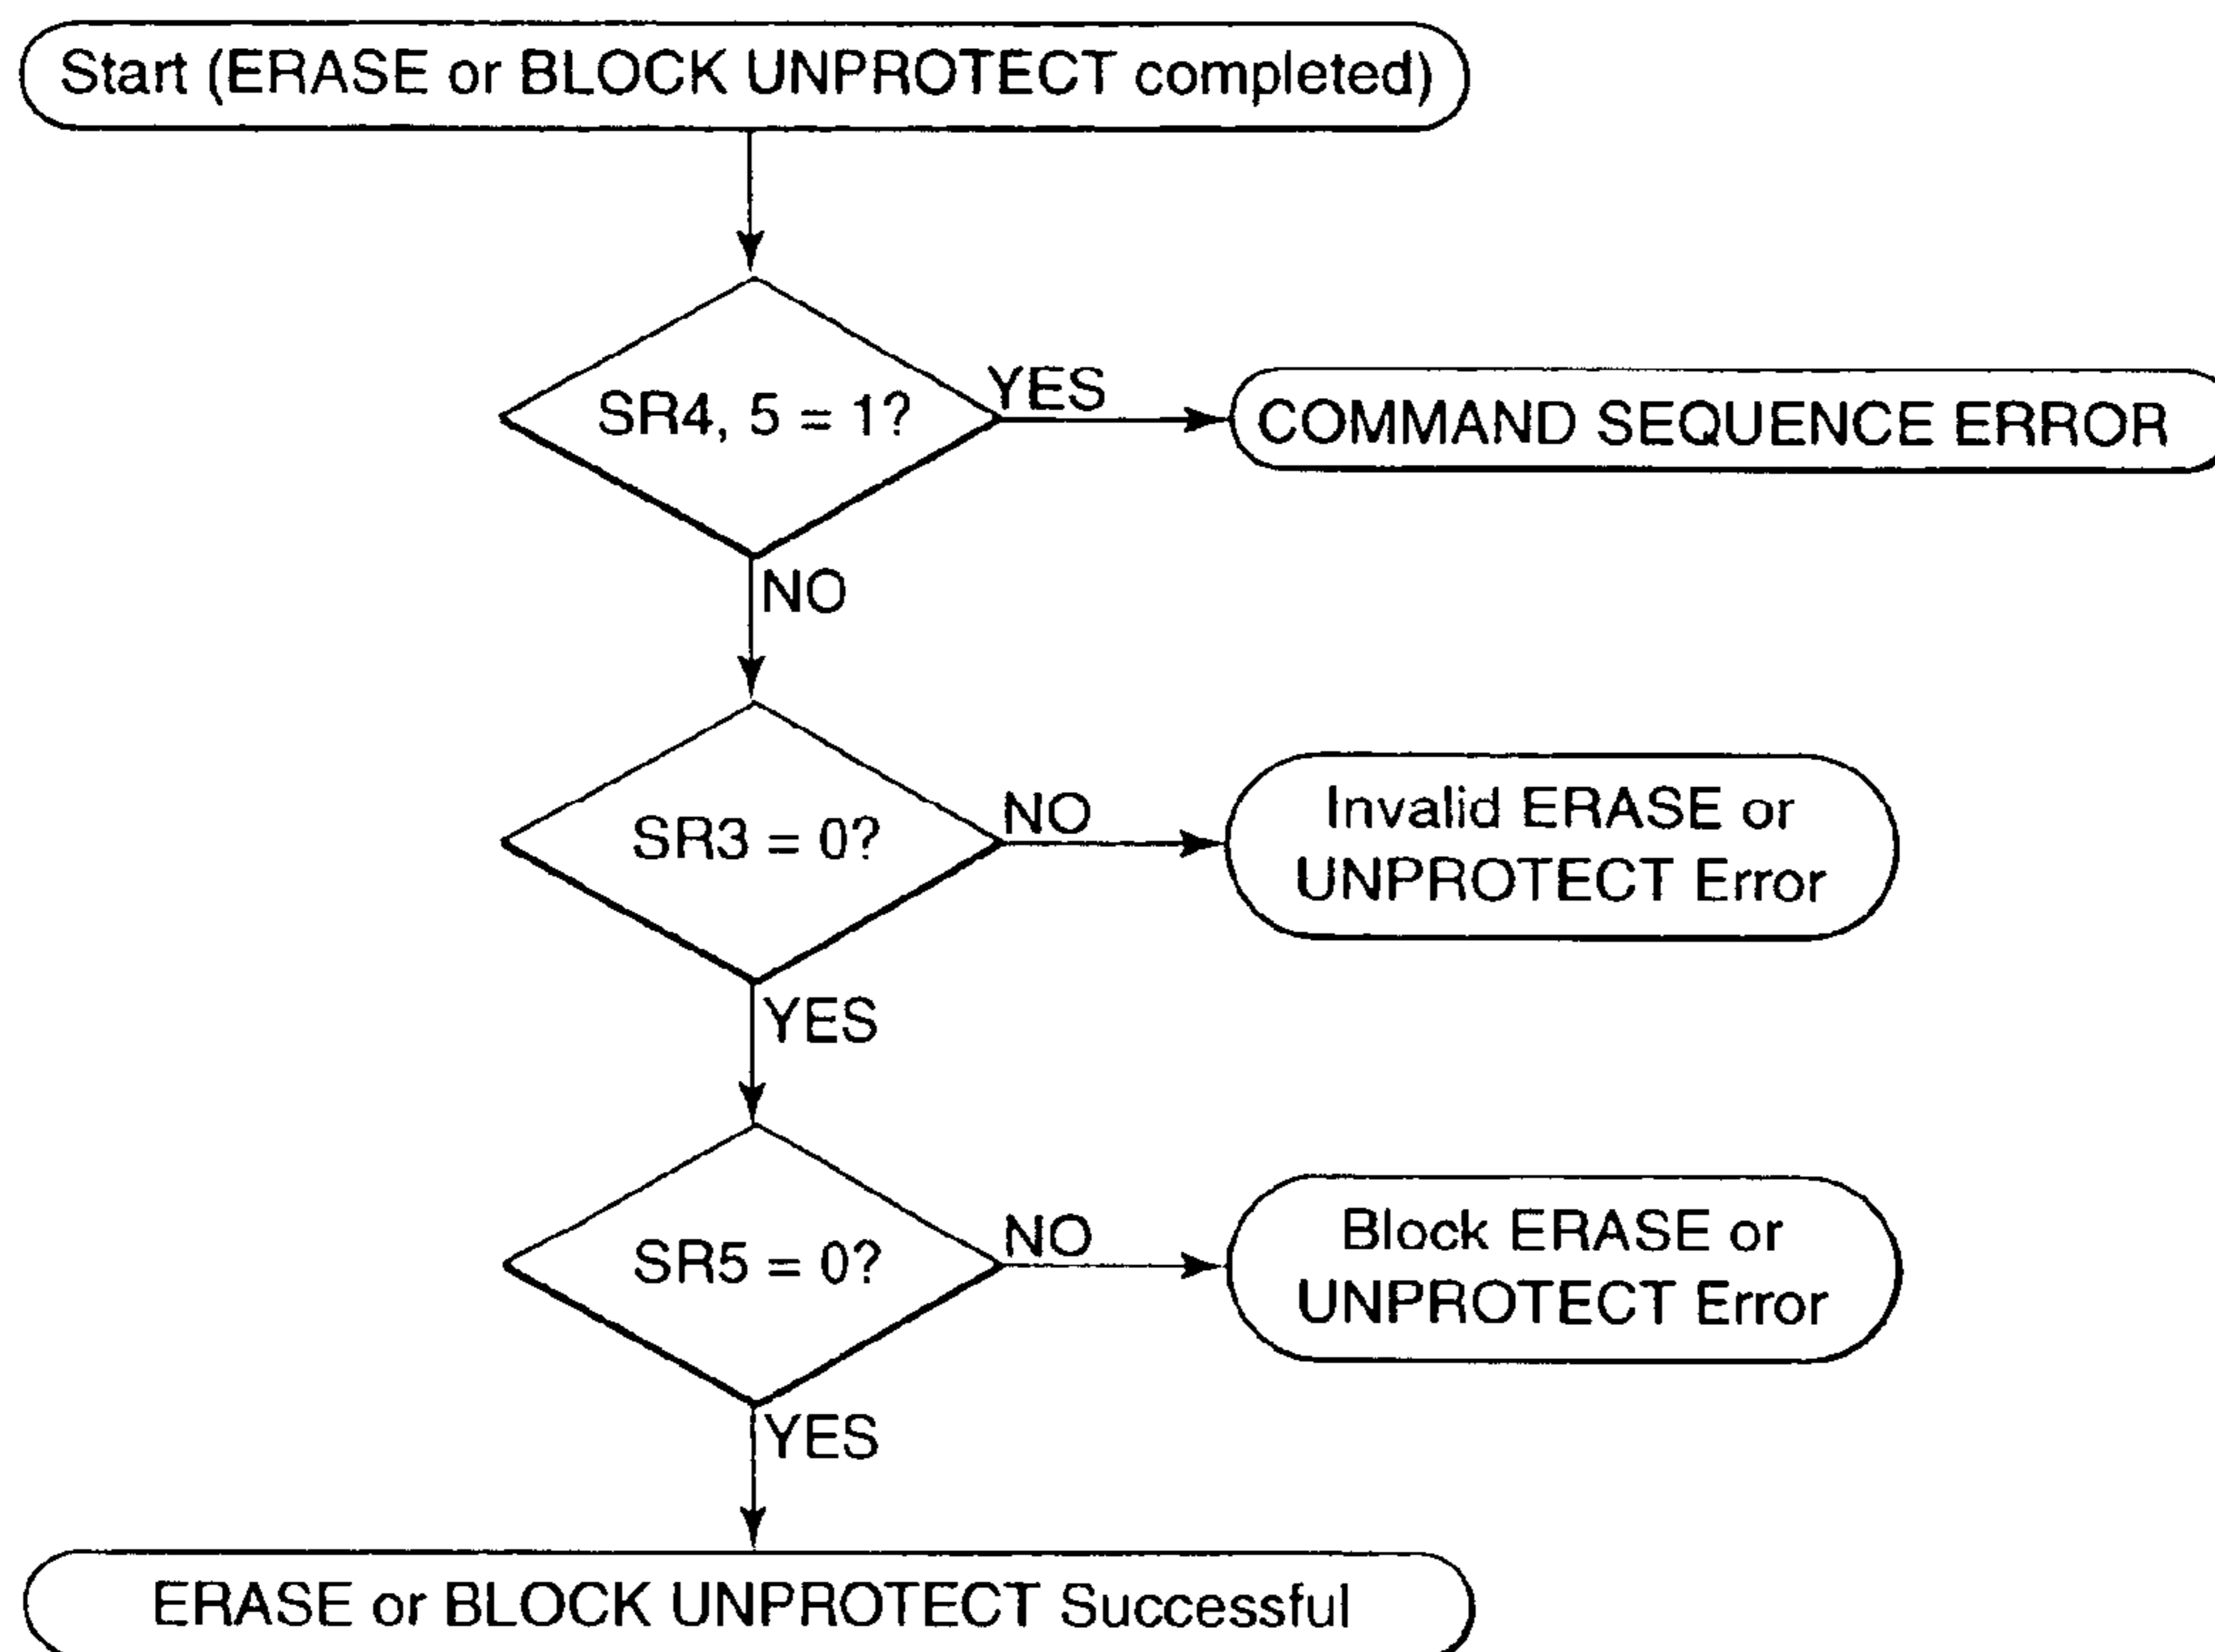 Start (ERASE or BLOCK UNPROTECT completed)
SR4, 5 = 1?
YES
COMMAND SEQUENCE ERROR
NO
SR3 = 0?
NO
Invalid ERASE or
UNPROTECT Error
YES
SR5 = 0?
NO
Block ERASE or
UNPROTECT Error
YES
ERASE or BLOCK UNPROTECT Successful